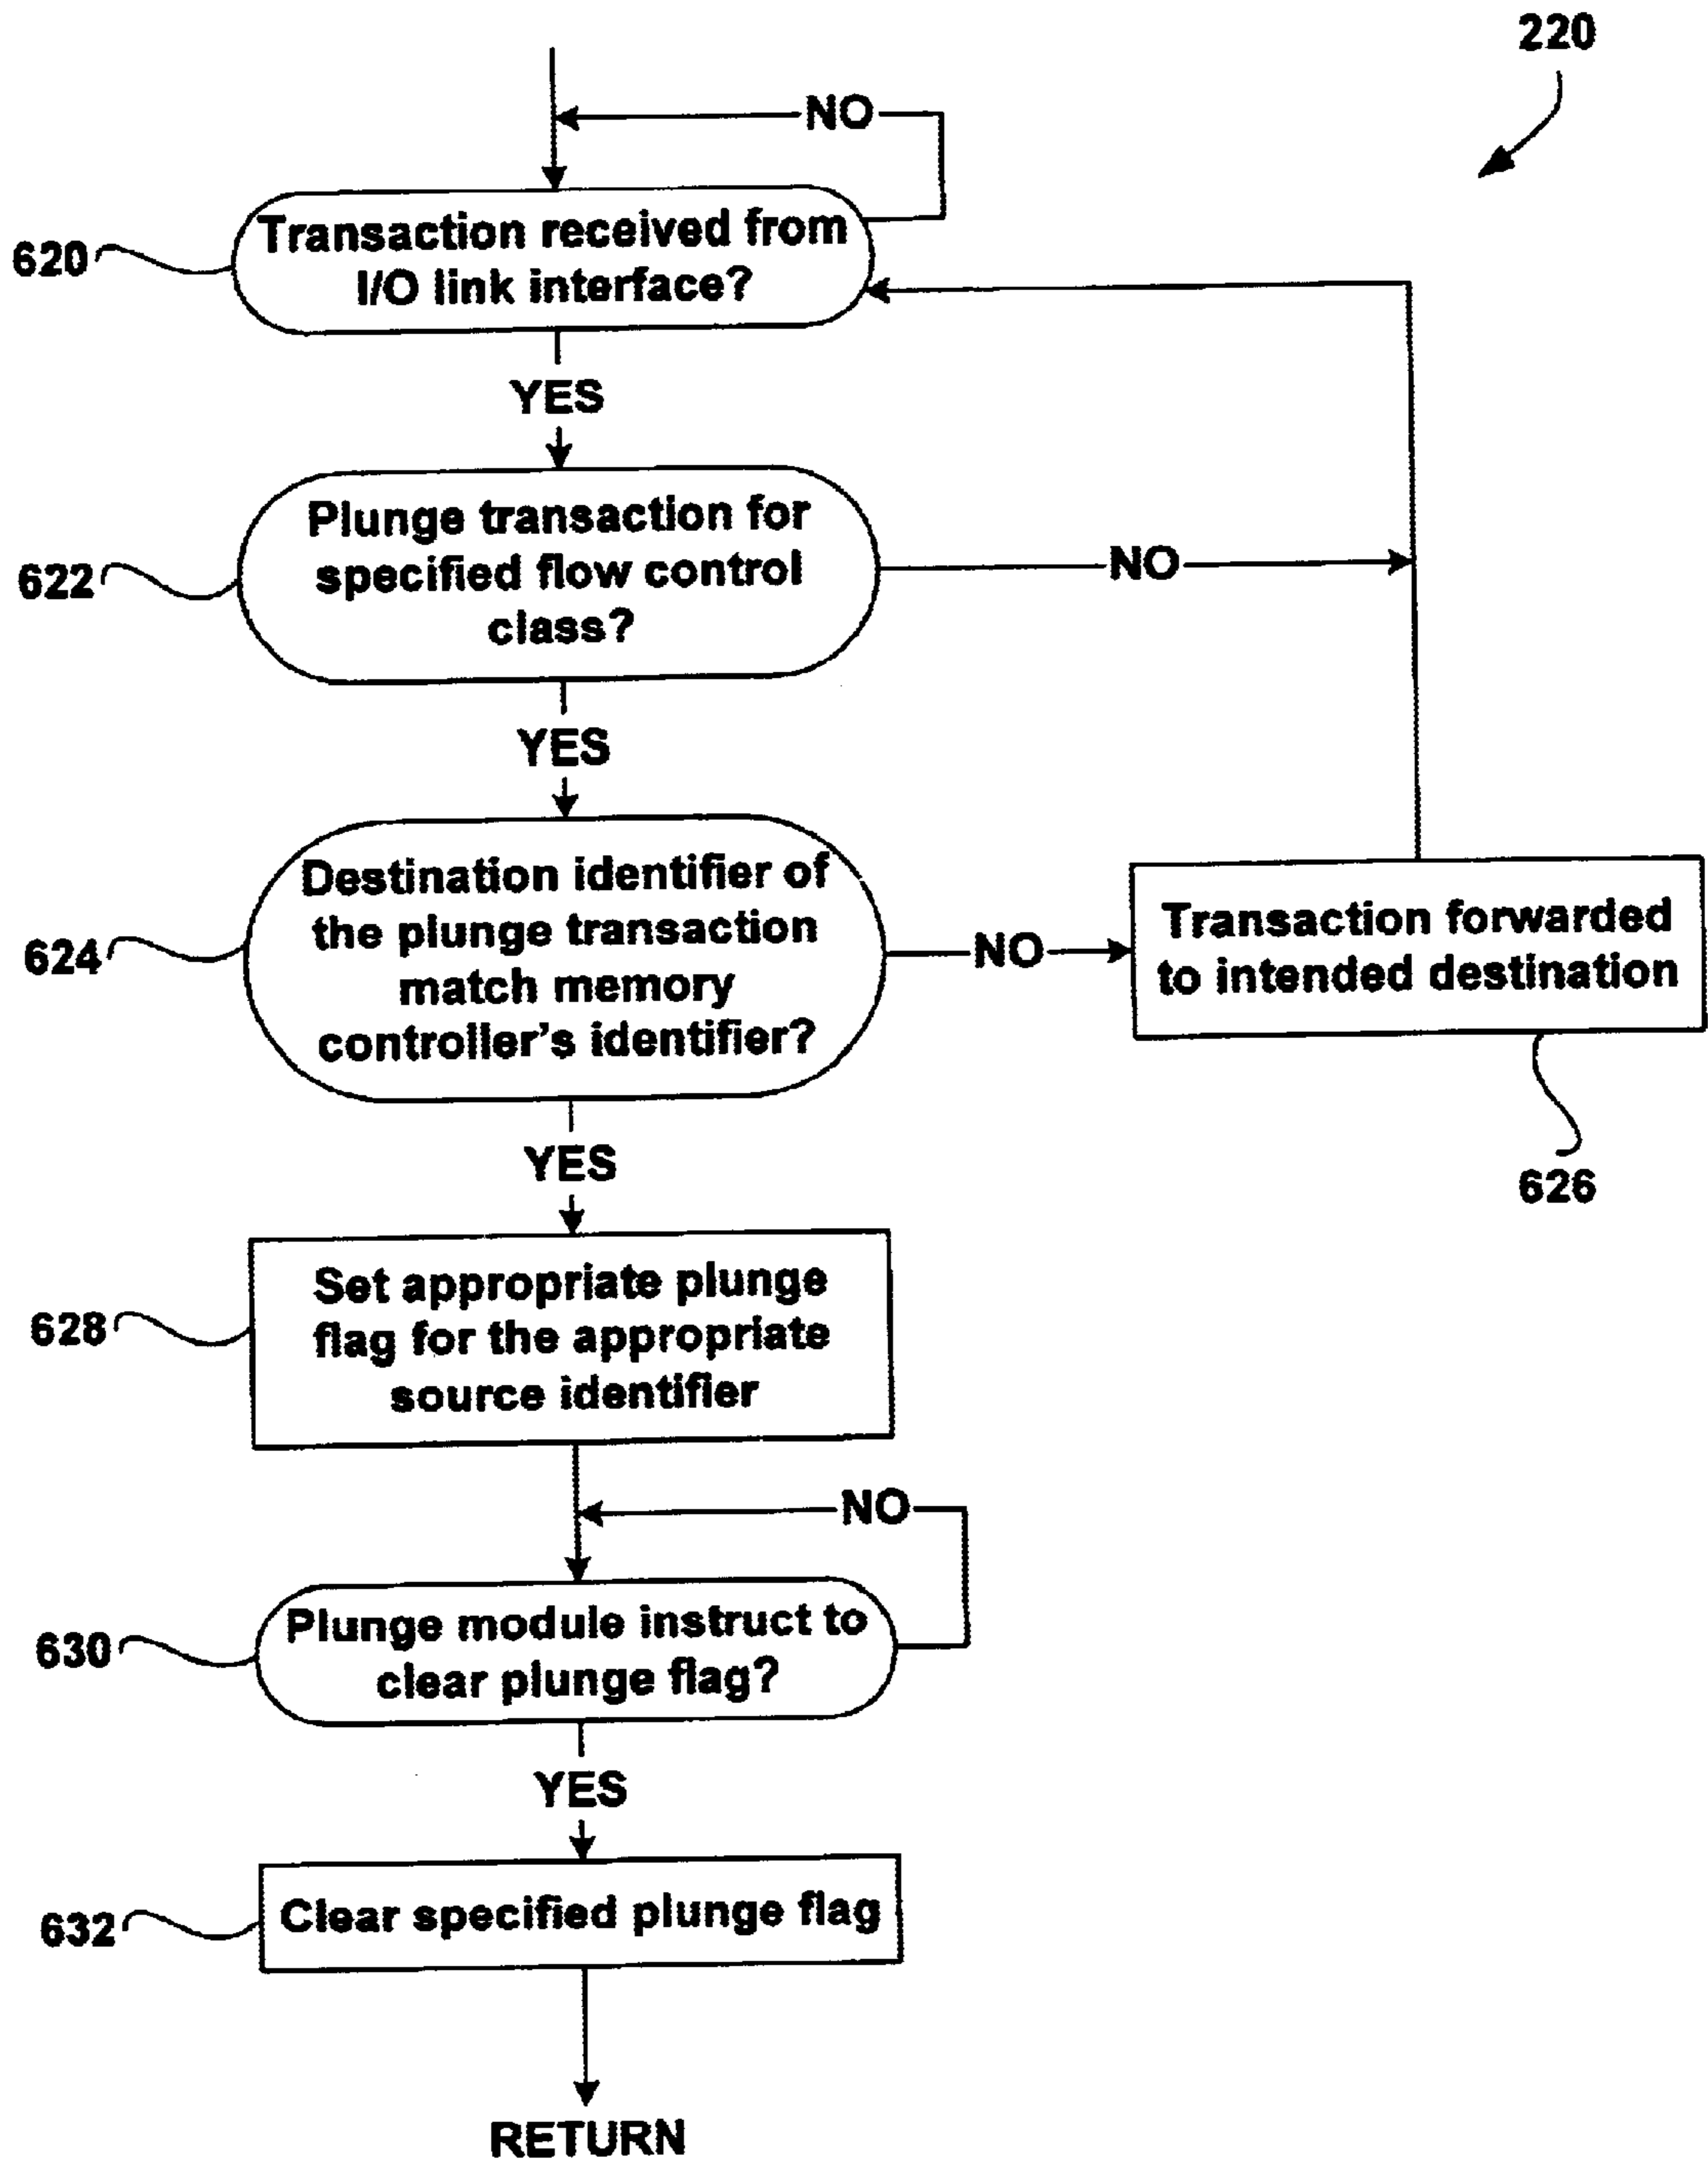 220
NO
620
Transaction received from
I/O link interface?
YES
622
Plunge transaction for
specified flow control
class?
NO
YES
624
Destination identifier of
the plunge transaction
match memory
controller's identifier?
NO
Transaction forwarded
to intended destination
626
YES
628
Set appropriate plunge
flag for the appropriate
source identifier
NO
630
Plunge module instruct to
clear plunge flag?
YES
632
Clear specified plunge flag
RETURN